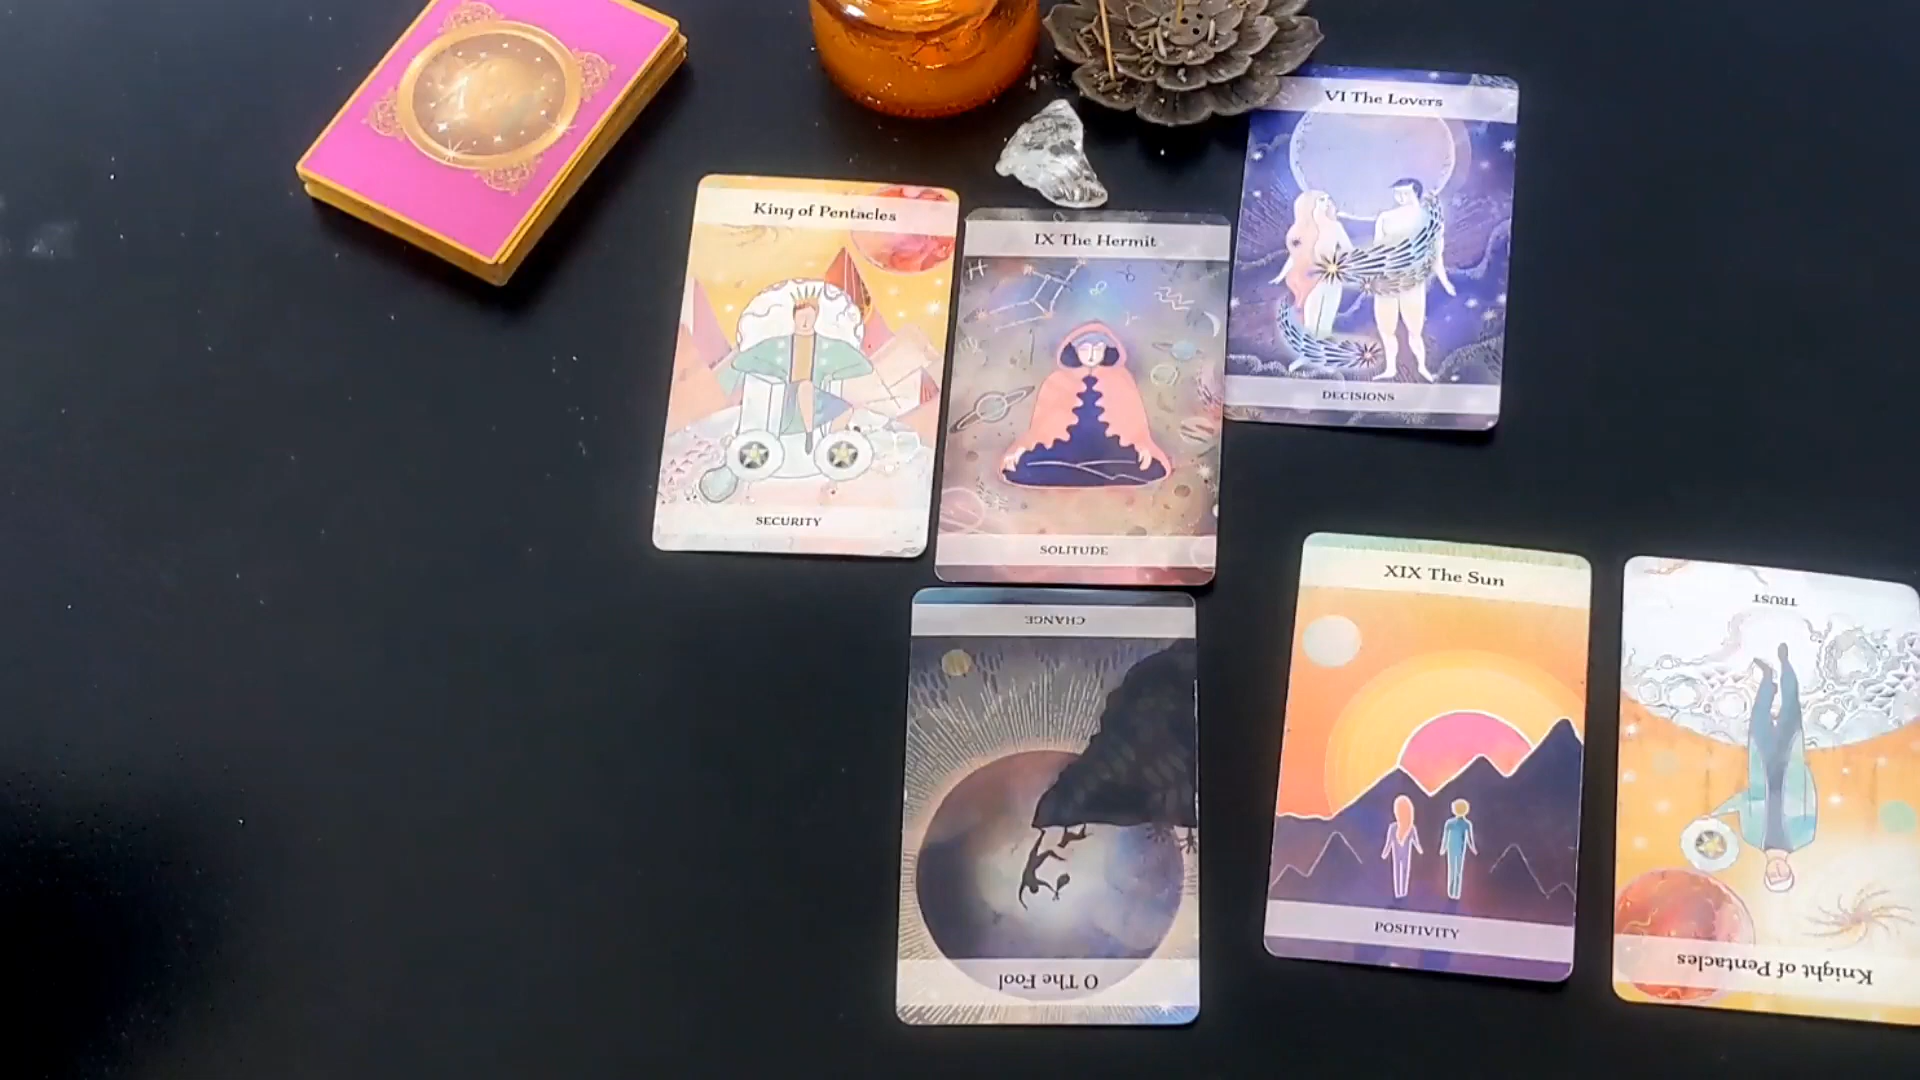 King of Pentacles
SECURITY
IX The Hermit
SOLITUDE
VI The Lovers
DECISIONS
CHANGE
O The Fool
XIX The Sun
POSITIVITY
TRUST
Knight of Pentacles